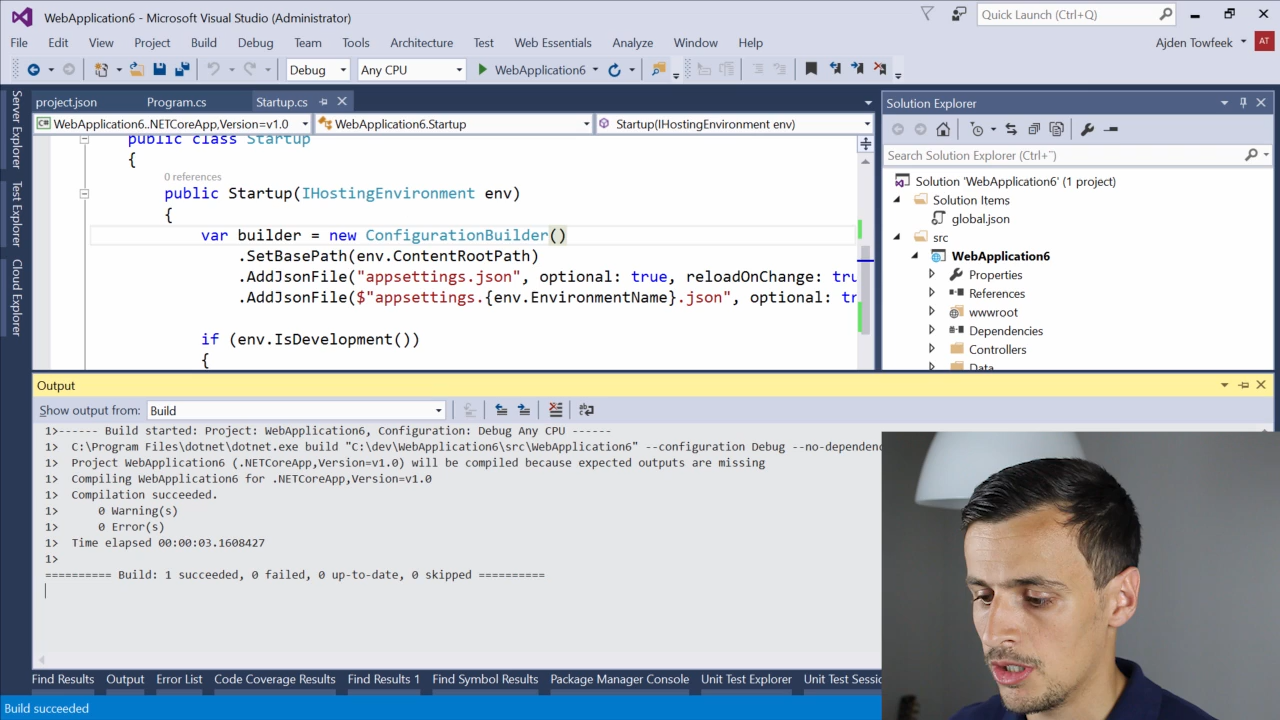 WebApplication6 - Microsoft Visual Studio (Administrator)
Quick Launch (Ctrl+Q)
File Edit View Project Build Debug Team Tools Architecture Test Web Essentials Analyze Window Help
Ajden Towfeek AT
Debug Any CPU WebApplication6
Server Explorer
Test Explorer
Cloud Explorer
project.json Program.cs Startup.cs
WebApplication6..NETCoreApp,Version=v1.0 WebApplication6.Startup Startup(IHostingEnvironment env)
public class Startup
{
0 references
public Startup(IHostingEnvironment env)
{
var builder = new ConfigurationBuilder()
.SetBasePath(env.ContentRootPath)
.AddJsonFile("appsettings.json", optional: true, reloadOnChange: tru
.AddJsonFile($"appsettings.{env.EnvironmentName}.json", optional: tr
if (env.IsDevelopment())
{
Solution Explorer
Search Solution Explorer (Ctrl+¨)
Solution 'WebApplication6' (1 project)
Solution Items
global.json
src
WebApplication6
Properties
References
wwwroot
Dependencies
Controllers
Data
Output
Show output from: Build
1>------ Build started: Project: WebApplication6, Configuration: Debug Any CPU ------
1> C:\Program Files\dotnet\dotnet.exe build "C:\dev\WebApplication6\src\WebApplication6" --configuration Debug --no-dependenc
1> Project WebApplication6 (.NETCoreApp,Version=v1.0) will be compiled because expected outputs are missing
1> Compiling WebApplication6 for .NETCoreApp,Version=v1.0
1> Compilation succeeded.
1> 0 Warning(s)
1> 0 Error(s)
1> Time elapsed 00:00:03.1608427
1>
========== Build: 1 succeeded, 0 failed, 0 up-to-date, 0 skipped ==========
Find Results Output Error List Code Coverage Results Find Results 1 Find Symbol Results Package Manager Console Unit Test Explorer Unit Test Sessic
Build succeeded